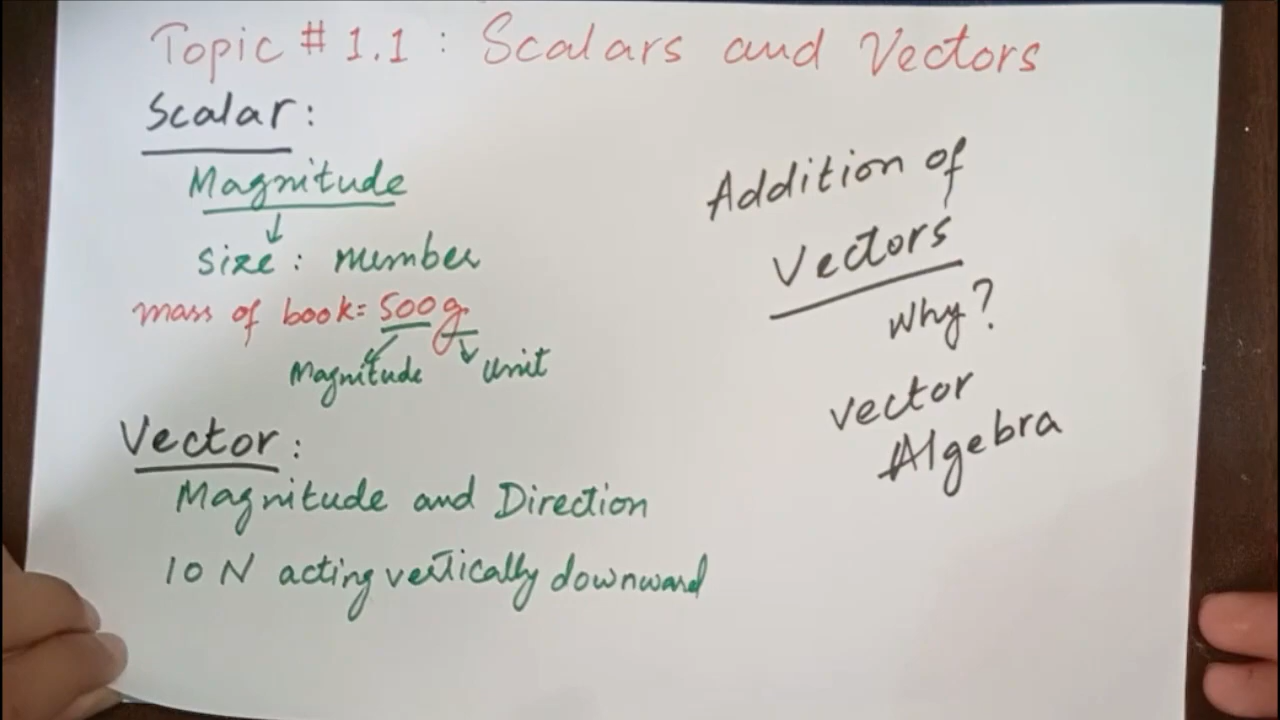 Topic # 1.1 : Scalars and Vectors
Scalar:
Magnitude
size : number
mass of book = 500g
Magnitude unit
Vector:
Magnitude and Direction
10 N acting vertically downward
Addition of
Vectors
Why?
vector
Algebra